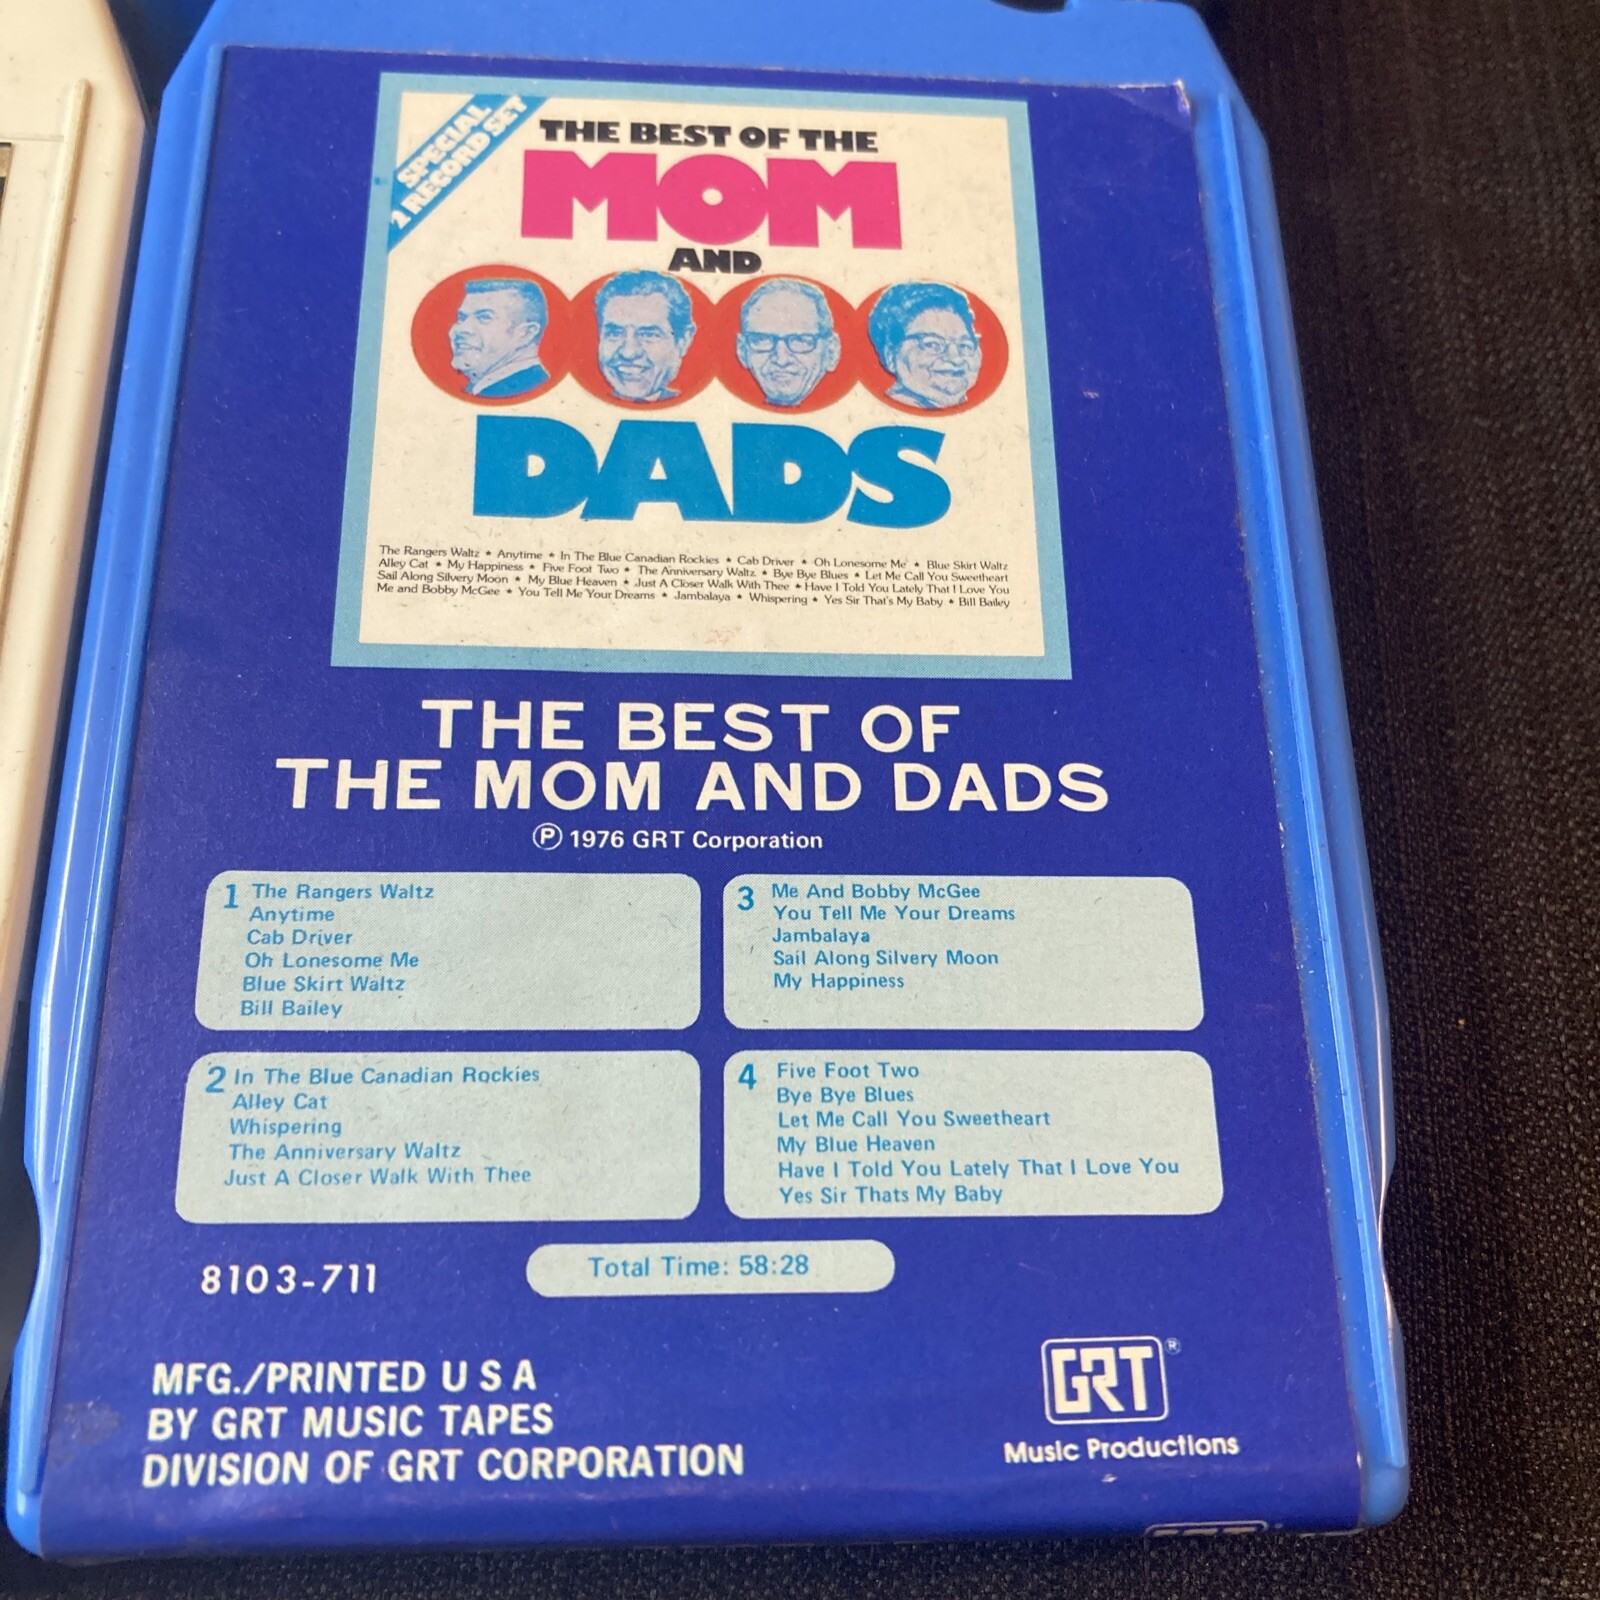 SPECIAL
2 RECORD SET
THE BEST OF THE
MOM
AND
DADS
The Rangers Waltz ★ Anytime ★ In The Blue Canadian Rockies ★ Cab Driver ★ Oh Lonesome Me ★ Blue Skirt Waltz
Alley Cat ★ My Happiness ★ Five Foot Two ★ The Anniversary Waltz ★ Bye Bye Blues ★ Let Me Call You Sweetheart
Sail Along Silvery Moon ★ My Blue Heaven ★ Just A Closer Walk With Thee ★ Have I Told You Lately That I Love You
Me and Bobby McGee ★ You Tell Me Your Dreams ★ Jambalaya ★ Whispering ★ Yes Sir That's My Baby ★ Bill Bailey
THE BEST OF
THE MOM AND DADS
Ⓟ 1976 GRT Corporation
1 The Rangers Waltz
Anytime
Cab Driver
Oh Lonesome Me
Blue Skirt Waltz
Bill Bailey
2 In The Blue Canadian Rockies
Alley Cat
Whispering
The Anniversary Waltz
Just A Closer Walk With Thee
3 Me And Bobby McGee
You Tell Me Your Dreams
Jambalaya
Sail Along Silvery Moon
My Happiness
4 Five Foot Two
Bye Bye Blues
Let Me Call You Sweetheart
My Blue Heaven
Have I Told You Lately That I Love You
Yes Sir Thats My Baby
8103-711
Total Time: 58:28
MFG./PRINTED U S A
BY GRT MUSIC TAPES
DIVISION OF GRT CORPORATION
GRT®
Music Productions